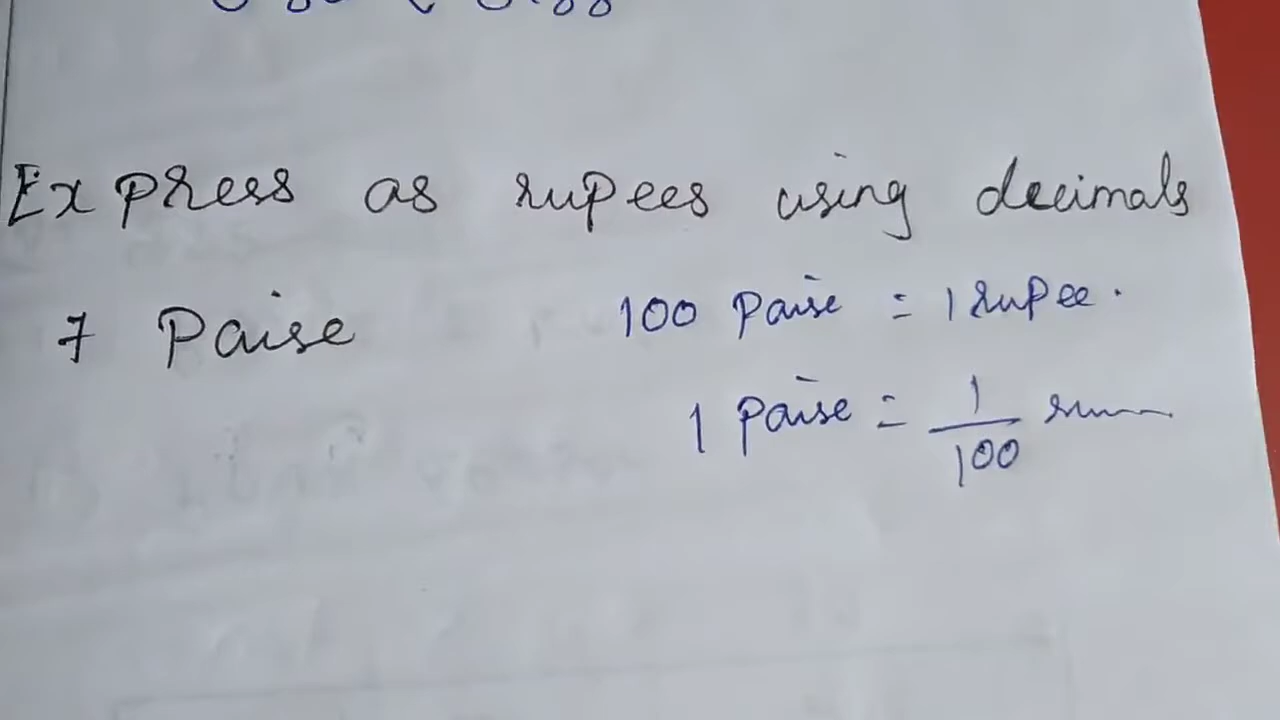 Express as rupees using decimals
7 Paise
100 Paise = 1 rupee.
1 Paise = 1/100